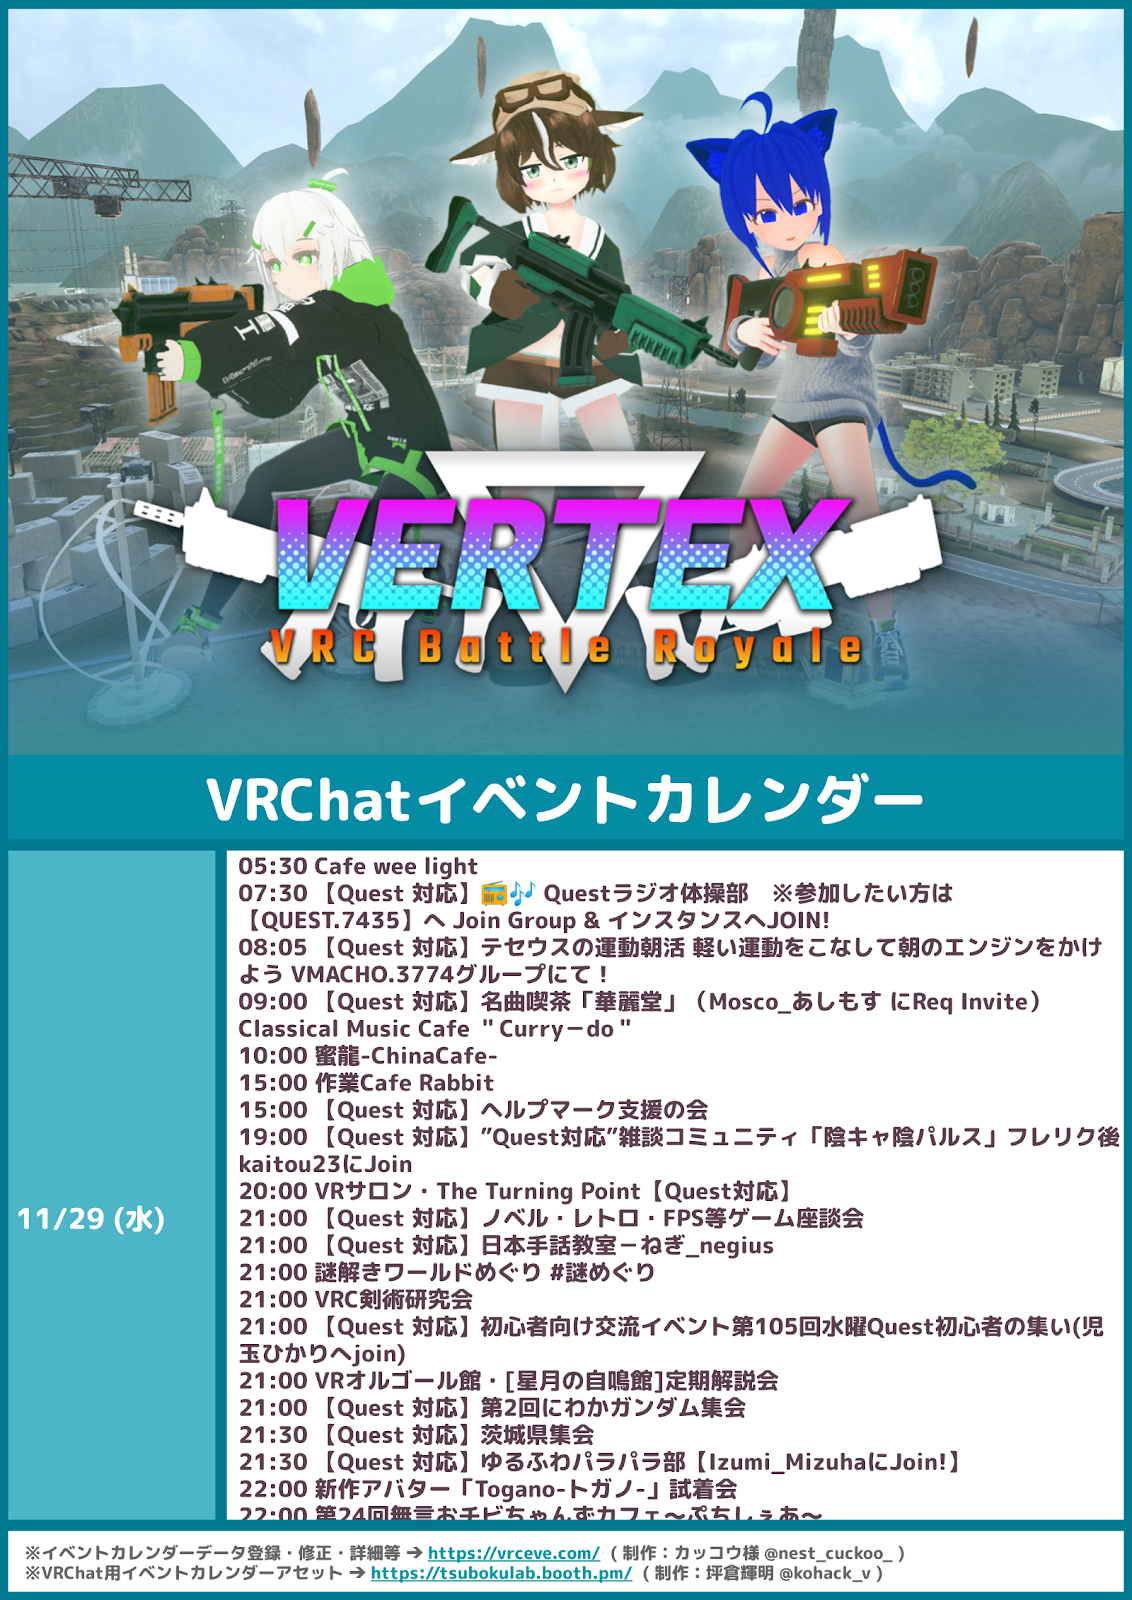 VERTEX
VRC Battle Royale
VRChatイベントカレンダー
11/29 (水)
05:30 Cafe wee light
07:30 【Quest 対応】📻🎶 Questラジオ体操部　※参加したい方は
【QUEST.7435】へ Join Group & インスタンスへJOIN!
08:05 【Quest 対応】テセウスの運動朝活 軽い運動をこなして朝のエンジンをかけ
よう VMACHO.3774グループにて！
09:00 【Quest 対応】名曲喫茶「華麗堂」（Mosco_あしもす にReq Invite）
Classical Music Cafe ＂Curry－do＂
10:00 蜜龍-ChinaCafe-
15:00 作業Cafe Rabbit
15:00 【Quest 対応】ヘルプマーク支援の会
19:00 【Quest 対応】”Quest対応”雑談コミュニティ「陰キャ陰パルス」フレリク後
kaitou23にJoin
20:00 VRサロン・The Turning Point【Quest対応】
21:00 【Quest 対応】ノベル・レトロ・FPS等ゲーム座談会
21:00 【Quest 対応】日本手話教室－ねぎ_negius
21:00 謎解きワールドめぐり #謎めぐり
21:00 VRC剣術研究会
21:00 【Quest 対応】初心者向け交流イベント第105回水曜Quest初心者の集い(児
玉ひかりへjoin)
21:00 VRオルゴール館・[星月の自鳴館]定期解説会
21:00 【Quest 対応】第2回にわかガンダム集会
21:30 【Quest 対応】茨城県集会
21:30 【Quest 対応】ゆるふわパラパラ部【Izumi_MizuhaにJoin!】
22:00 新作アバター「Togano-トガノ-」試着会
22:00 第24回無言おチビちゃんずカフェ～ぷちしぇあ～
※イベントカレンダーデータ登録・修正・詳細等 ➔ https://vrceve.com/ ( 制作：カッコウ様 @nest_cuckoo_ )
※VRChat用イベントカレンダーアセット ➔ https://tsubokulab.booth.pm/ ( 制作：坪倉輝明 @kohack_v )